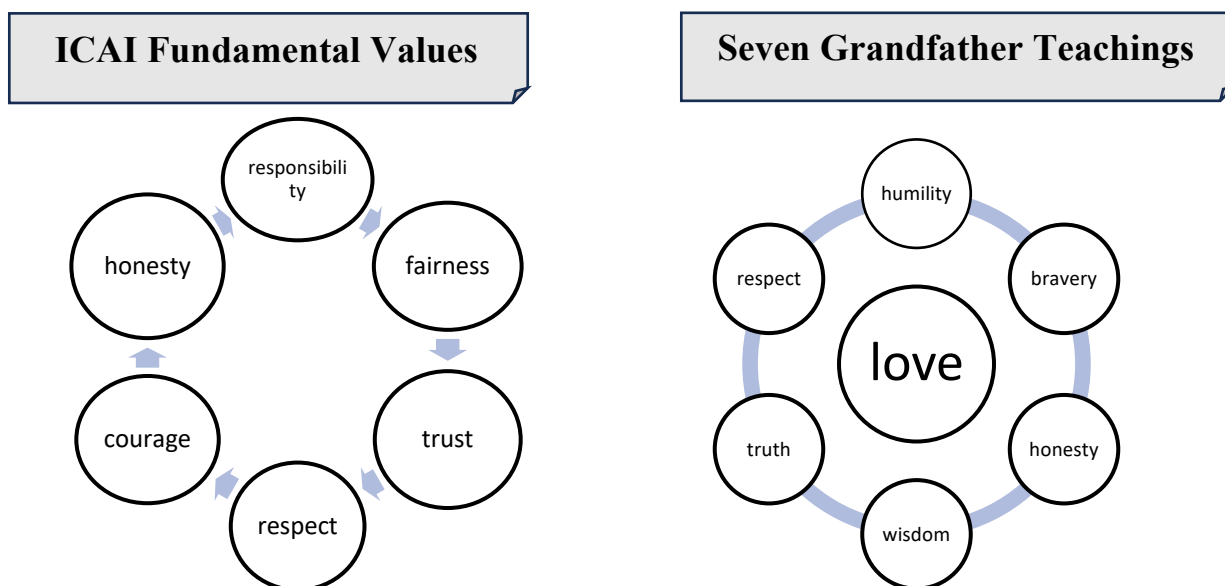 ICAI Fundamental Values
responsibili
ty
fairness
trust
respect
courage
honesty
Seven Grandfather Teachings
humility
bravery
honesty
wisdom
truth
respect
love